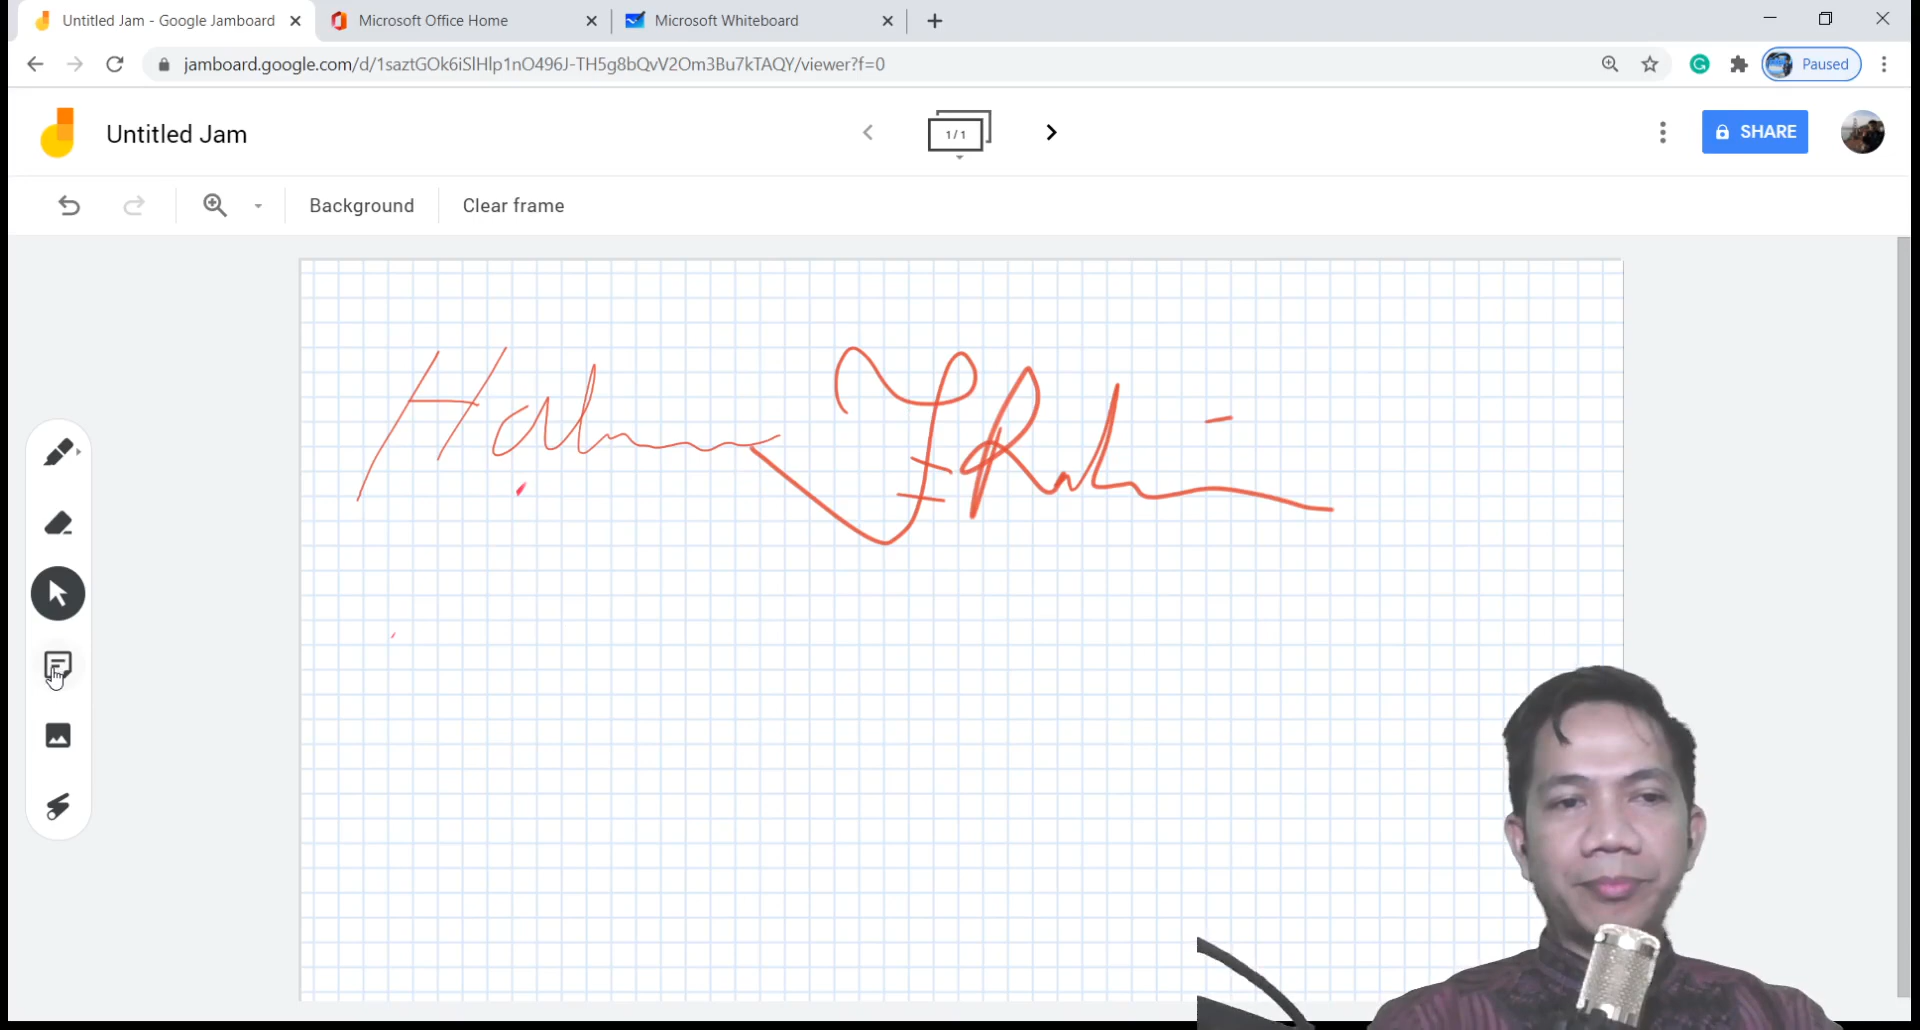 Untitled Jam - Google Jamboard Microsoft Office Home Microsoft Whiteboard
jamboard.google.com/d/1saztGOk6iSlHlp1nO496J-TH5g8bQvV2Om3Bu7kTAQY/viewer?f=0 Paused
Untitled Jam 1/1 SHARE
Background Clear frame